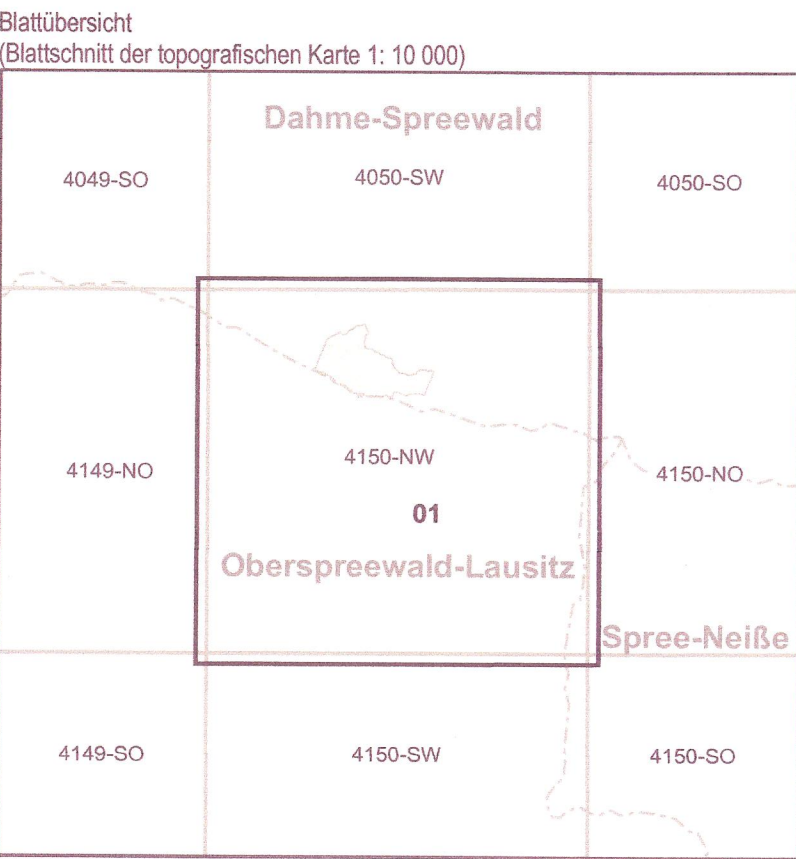 Blattübersicht
(Blattschnitt der topografischen Karte 1: 10 000)
Dahme-Spreewald
4049-SO
4050-SW
4050-SO
4149-NO
4150-NW
4150-NO
01
Oberspreewald-Lausitz
Spree-Neiße
4149-SO
4150-SW
4150-SO